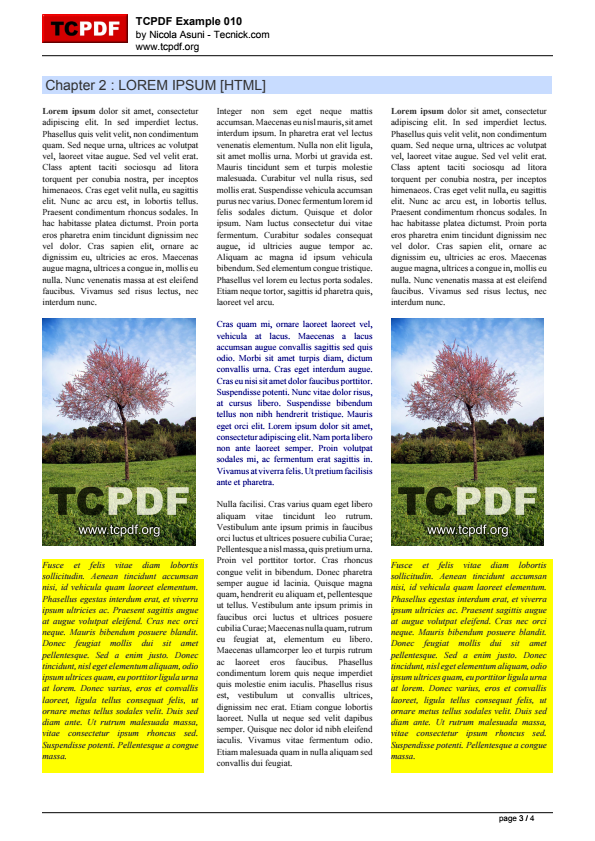 TCPDF
TCPDF Example 010
by Nicola Asuni - Tecnick.com
www.tcpdf.org
Chapter 2 : LOREM IPSUM [HTML]
Lorem ipsum dolor sit amet, consectetur
adipiscing elit. In sed imperdiet lectus.
Phasellus quis velit velit, non condimentum
quam. Sed neque urna, ultrices ac volutpat
vel, laoreet vitae augue. Sed vel velit erat.
Class aptent taciti sociosqu ad litora
torquent per conubia nostra, per inceptos
himenaeos. Cras eget velit nulla, eu sagittis
elit. Nunc ac arcu est, in lobortis tellus.
Praesent condimentum rhoncus sodales. In
hac habitasse platea dictumst. Proin porta
eros pharetra enim tincidunt dignissim nec
vel dolor. Cras sapien elit, ornare ac
dignissim eu, ultricies ac eros. Maecenas
augue magna, ultrices a congue in, mollis eu
nulla. Nunc venenatis massa at est eleifend
faucibus. Vivamus sed risus lectus, nec
interdum nunc.
TCPDF
www.tcpdf.org
Fusce et felis vitae diam lobortis
sollicitudin. Aenean tincidunt accumsan
nisi, id vehicula quam laoreet elementum.
Phasellus egestas interdum erat, et viverra
ipsum ultricies ac. Praesent sagittis augue
at augue volutpat eleifend. Cras nec orci
neque. Mauris bibendum posuere blandit.
Donec feugiat mollis dui sit amet
pellentesque. Sed a enim justo. Donec
tincidunt, nisl eget elementum aliquam, odio
ipsum ultrices quam, eu porttitor ligula urna
at lorem. Donec varius, eros et convallis
laoreet, ligula tellus consequat felis, ut
ornare metus tellus sodales velit. Duis sed
diam ante. Ut rutrum malesuada massa,
vitae consectetur ipsum rhoncus sed.
Suspendisse potenti. Pellentesque a congue
massa.
Integer non sem eget neque mattis
accumsan. Maecenas eu nisl mauris, sit amet
interdum ipsum. In pharetra erat vel lectus
venenatis elementum. Nulla non elit ligula,
sit amet mollis urna. Morbi ut gravida est.
Mauris tincidunt sem et turpis molestie
malesuada. Curabitur vel nulla risus, sed
mollis erat. Suspendisse vehicula accumsan
purus nec varius. Donec fermentum lorem id
felis sodales dictum. Quisque et dolor
ipsum. Nam luctus consectetur dui vitae
fermentum. Curabitur sodales consequat
augue, id ultricies augue tempor ac.
Aliquam ac magna id ipsum vehicula
bibendum. Sed elementum congue tristique.
Phasellus vel lorem eu lectus porta sodales.
Etiam neque tortor, sagittis id pharetra quis,
laoreet vel arcu.
Cras quam mi, ornare laoreet laoreet vel,
vehicula at lacus. Maecenas a lacus
accumsan augue convallis sagittis sed quis
odio. Morbi sit amet turpis diam, dictum
convallis urna. Cras eget interdum augue.
Cras eu nisi sit amet dolor faucibus porttitor.
Suspendisse potenti. Nunc vitae dolor risus,
at cursus libero. Suspendisse bibendum
tellus non nibh hendrerit tristique. Mauris
eget orci elit. Lorem ipsum dolor sit amet,
consectetur adipiscing elit. Nam porta libero
non ante laoreet semper. Proin volutpat
sodales mi, ac fermentum erat sagittis in.
Vivamus at viverra felis. Ut pretium facilisis
ante et pharetra.
Nulla facilisi. Cras varius quam eget libero
aliquam vitae tincidunt leo rutrum.
Vestibulum ante ipsum primis in faucibus
orci luctus et ultrices posuere cubilia Curae;
Pellentesque a nisl massa, quis pretium urna.
Proin vel porttitor tortor. Cras rhoncus
congue velit in bibendum. Donec pharetra
semper augue id lacinia. Quisque magna
quam, hendrerit eu aliquam et, pellentesque
ut tellus. Vestibulum ante ipsum primis in
faucibus orci luctus et ultrices posuere
cubilia Curae; Maecenas nulla quam, rutrum
eu feugiat at, elementum eu libero.
Maecenas ullamcorper leo et turpis rutrum
ac laoreet eros faucibus. Phasellus
condimentum lorem quis neque imperdiet
quis molestie enim iaculis. Phasellus risus
est, vestibulum ut convallis ultrices,
dignissim nec erat. Etiam congue lobortis
laoreet. Nulla ut neque sed velit dapibus
semper. Quisque nec dolor id nibh eleifend
iaculis. Vivamus vitae fermentum odio.
Etiam malesuada quam in nulla aliquam sed
convallis dui feugiat.
Lorem ipsum dolor sit amet, consectetur
adipiscing elit. In sed imperdiet lectus.
Phasellus quis velit velit, non condimentum
quam. Sed neque urna, ultrices ac volutpat
vel, laoreet vitae augue. Sed vel velit erat.
Class aptent taciti sociosqu ad litora
torquent per conubia nostra, per inceptos
himenaeos. Cras eget velit nulla, eu sagittis
elit. Nunc ac arcu est, in lobortis tellus.
Praesent condimentum rhoncus sodales. In
hac habitasse platea dictumst. Proin porta
eros pharetra enim tincidunt dignissim nec
vel dolor. Cras sapien elit, ornare ac
dignissim eu, ultricies ac eros. Maecenas
augue magna, ultrices a congue in, mollis eu
nulla. Nunc venenatis massa at est eleifend
faucibus. Vivamus sed risus lectus, nec
interdum nunc.
TCPDF
www.tcpdf.org
Fusce et felis vitae diam lobortis
sollicitudin. Aenean tincidunt accumsan
nisi, id vehicula quam laoreet elementum.
Phasellus egestas interdum erat, et viverra
ipsum ultricies ac. Praesent sagittis augue
at augue volutpat eleifend. Cras nec orci
neque. Mauris bibendum posuere blandit.
Donec feugiat mollis dui sit amet
pellentesque. Sed a enim justo. Donec
tincidunt, nisl eget elementum aliquam, odio
ipsum ultrices quam, eu porttitor ligula urna
at lorem. Donec varius, eros et convallis
laoreet, ligula tellus consequat felis, ut
ornare metus tellus sodales velit. Duis sed
diam ante. Ut rutrum malesuada massa,
vitae consectetur ipsum rhoncus sed.
Suspendisse potenti. Pellentesque a congue
massa.
page 3 / 4